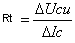 Rt = ΔUcu / ΔIc